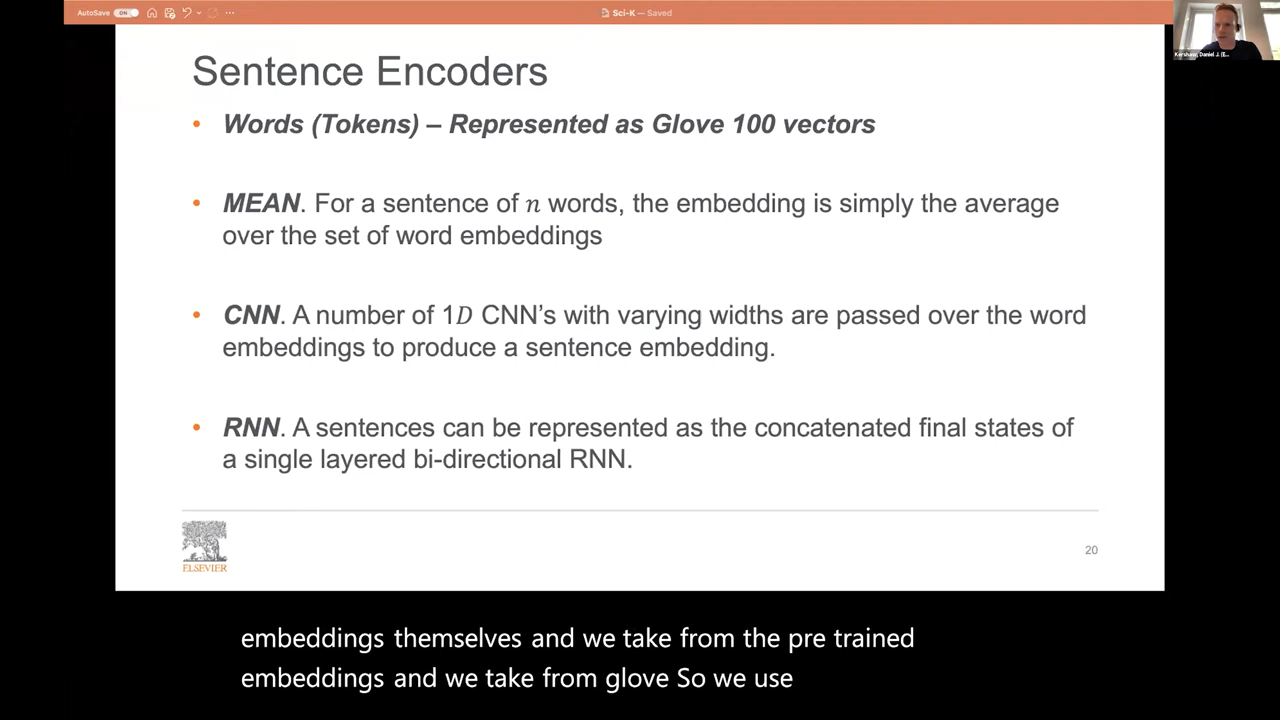 AutoSave ON Sci-K — Saved
Kershaw, Daniel J. (E...
Sentence Encoders
• Words (Tokens) – Represented as Glove 100 vectors
• MEAN. For a sentence of n words, the embedding is simply the average
over the set of word embeddings
• CNN. A number of 1D CNN’s with varying widths are passed over the word
embeddings to produce a sentence embedding.
• RNN. A sentences can be represented as the concatenated final states of
a single layered bi-directional RNN.
ELSEVIER
20
embeddings themselves and we take from the pre trained
embeddings and we take from glove So we use